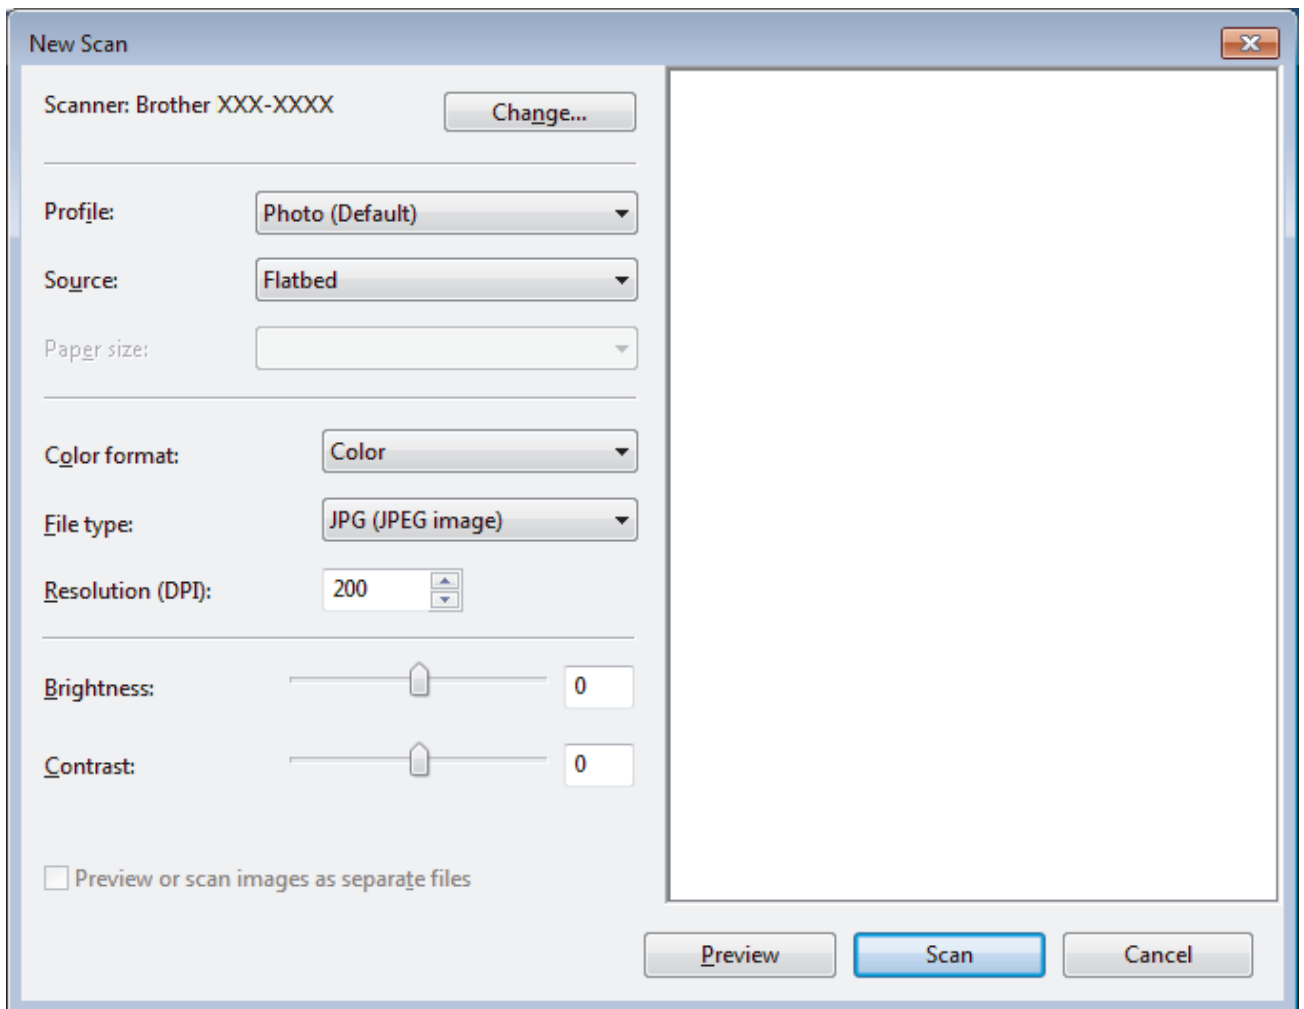 New Scan
Scanner: Brother XXX-XXXX
Change...
Profile:
Photo (Default)
Source:
Flatbed
Paper size:
Color format:
Color
File type:
JPG (JPEG image)
Resolution (DPI):
200
Brightness:
0
Contrast:
0
Preview or scan images as separate files
Preview
Scan
Cancel